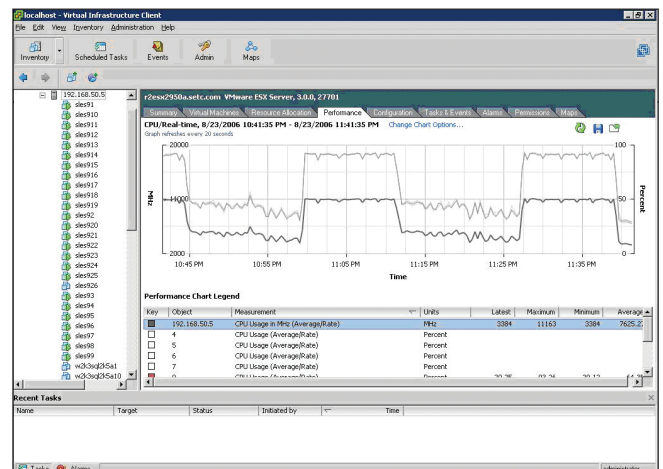 localhost - Virtual Infrastructure Client
File Edit View Inventory Administration Help
Inventory Scheduled Tasks Events Admin Maps
192.168.50.5
sles91
sles910
sles911
sles912
sles913
sles914
sles915
sles916
sles917
sles918
sles919
sles92
sles920
sles921
sles922
sles923
sles924
sles925
sles926
sles93
sles94
sles95
sles96
sles97
sles98
sles99
w2k3sql2k5a1
w2k3sql2k5a10
r2esx2950a.setc.com VMware ESX Server, 3.0.0, 27701
Summary Virtual Machines Resource Allocation Performance Configuration Tasks & Events Alarms Permissions Maps
CPU/Real-time, 8/23/2006 10:41:35 PM - 8/23/2006 11:41:35 PM Change Chart Options...
Graph refreshes every 20 seconds
20000 100
MHz 11000 50 Percent
2000 0
10:45 PM 10:55 PM 11:05 PM 11:15 PM 11:25 PM 11:35 PM
Time
Performance Chart Legend
Key Object Measurement Units Latest Maximum Minimum Average
192.168.50.5 CPU Usage in MHz (Average/Rate) MHz 3384 11163 3384 7625.27
4 CPU Usage (Average/Rate) Percent
5 CPU Usage (Average/Rate) Percent
6 CPU Usage (Average/Rate) Percent
7 CPU Usage (Average/Rate) Percent
CPU Usage (Average/Rate) Percent
Recent Tasks
Name Target Status Initiated by Time
Tasks Alarms administrator